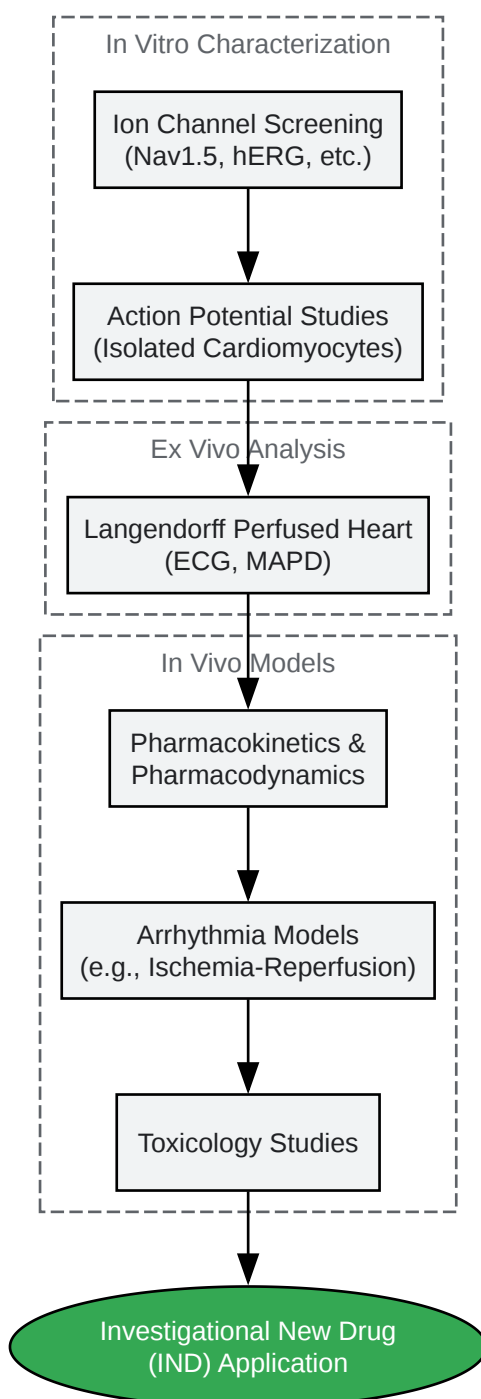 In Vitro Characterization
Ion Channel Screening
(Nav1.5, hERG, etc.)
Action Potential Studies
(Isolated Cardiomyocytes)
Ex Vivo Analysis
Langendorff Perfused Heart
(ECG, MAPD)
In Vivo Models
Pharmacokinetics &
Pharmacodynamics
Arrhythmia Models
(e.g., Ischemia-Reperfusion)
Toxicology Studies
Investigational New Drug
(IND) Application